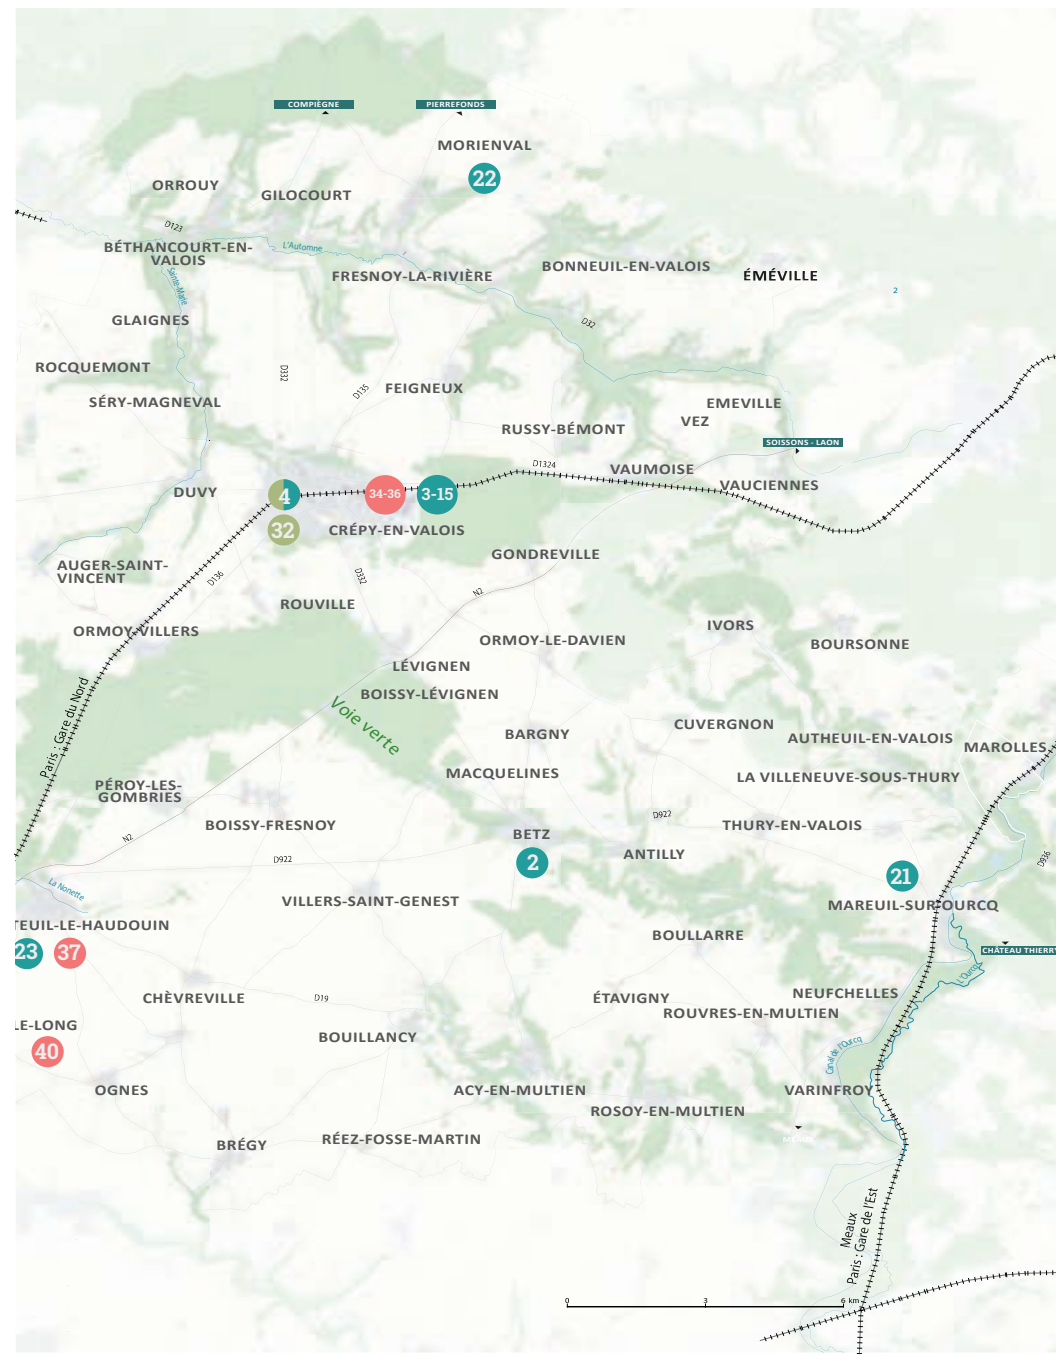 COMPIÈGNE
PIERREFONDS
MORIENVAL
22
ORROUY
GILOCOURT
D123
BÉTHANCOURT-EN-
VALOIS
L'Automne
FRESNOY-LA-RIVIÈRE
BONNEUIL-EN-VALOIS
ÉMÉVILLE
Sainte-Marie
2
GLAIGNES
D32
ROCQUEMONT
D332
D135
FEIGNEUX
SÉRY-MAGNEVAL
EMEVILLE
VEZ
RUSSY-BÉMONT
SOISSONS - LAON
D1324
VAUMOISE
VAUCIENNES
DUVY
4
34-36
3-15
32
CRÉPY-EN-VALOIS
GONDREVILLE
AUGER-SAINT-
VINCENT
D136
D332
N2
ROUVILLE
IVORS
ORMOY-VILLERS
ORMOY-LE-DAVIEN
BOURSONNE
LÉVIGNEN
BOISSY-LÉVIGNEN
Paris : Gare du Nord
Voie verte
BARGNY
CUVERGNON
AUTHEUIL-EN-VALOIS
MAROLLES
MACQUELINES
LA VILLENEUVE-SOUS-THURY
PÉROY-LES-
GOMBRIES
BOISSY-FRESNOY
D922
THURY-EN-VALOIS
N2
BETZ
2
ANTILLY
D922
D936
21
La Nonette
VILLERS-SAINT-GENEST
MAREUIL-SUR-OURCQ
TEUIL-LE-HAUDOUIN
23
37
BOULLARRE
CHÂTEAU THIERRY
L'Ourcq
CHÈVREVILLE
D19
ÉTAVIGNY
NEUFCHELLES
ROUVRES-EN-MULTIEN
LE-LONG
40
BOUILLANCY
Canal de l'Ourcq
OGNES
ACY-EN-MULTIEN
VARINFROY
ROSOY-EN-MULTIEN
BRÉGY
RÉEZ-FOSSE-MARTIN
MEAUX
Meaux
Paris : Gare de l'Est
0
3
6 km